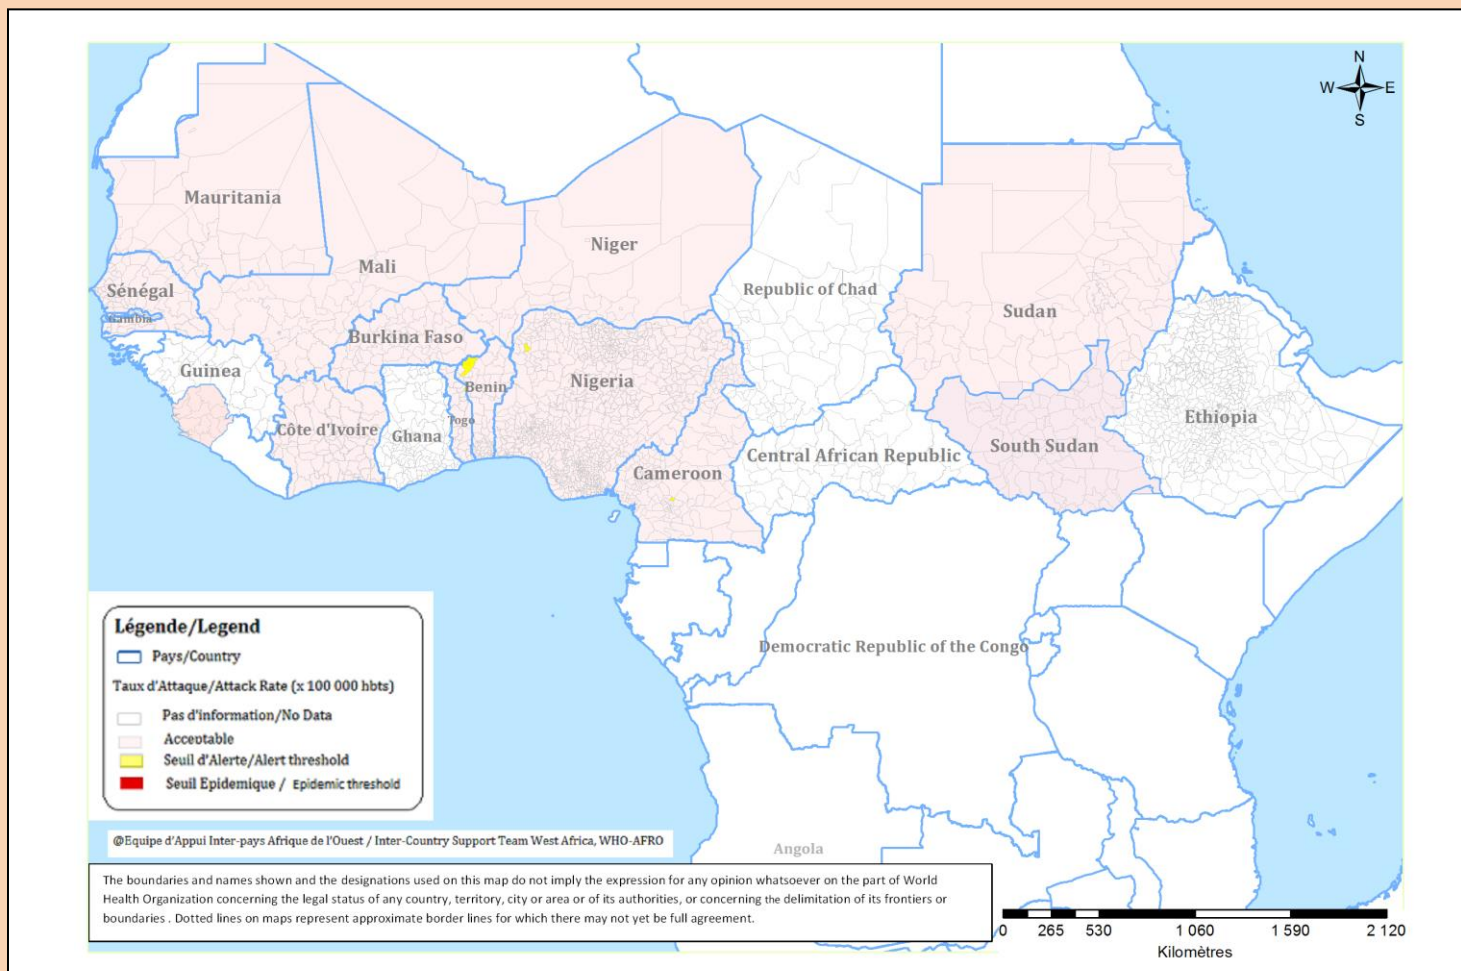 N
W E
S
Mauritania
Niger
Mali
Republic of Chad
Sénégal
Sudan
Gambia
Burkina Faso
Guinea
Nigeria
Benin
Ethiopia
Togo
Côte d'Ivoire
Ghana
South Sudan
Central African Republic
Cameroon
Democratic Republic of the Congo
Angola
Légende/Legend
Pays/Country
Taux d'Attaque/Attack Rate (x 100 000 hbts)
Pas d'information/No Data
Acceptable
Seuil d'Alerte/Alert threshold
Seuil Epidemique / Epidemic threshold
@Equipe d'Appui Inter-pays Afrique de l'Ouest / Inter-Country Support Team West Africa, WHO-AFRO
The boundaries and names shown and the designations used on this map do not imply the expression for any opinion whatsoever on the part of World
Health Organization concerning the legal status of any country, territory, city or area or of its authorities, or concerning the delimitation of its frontiers or
boundaries . Dotted lines on maps represent approximate border lines for which there may not yet be full agreement.
0 265 530 1 060 1 590 2 120
Kilomètres